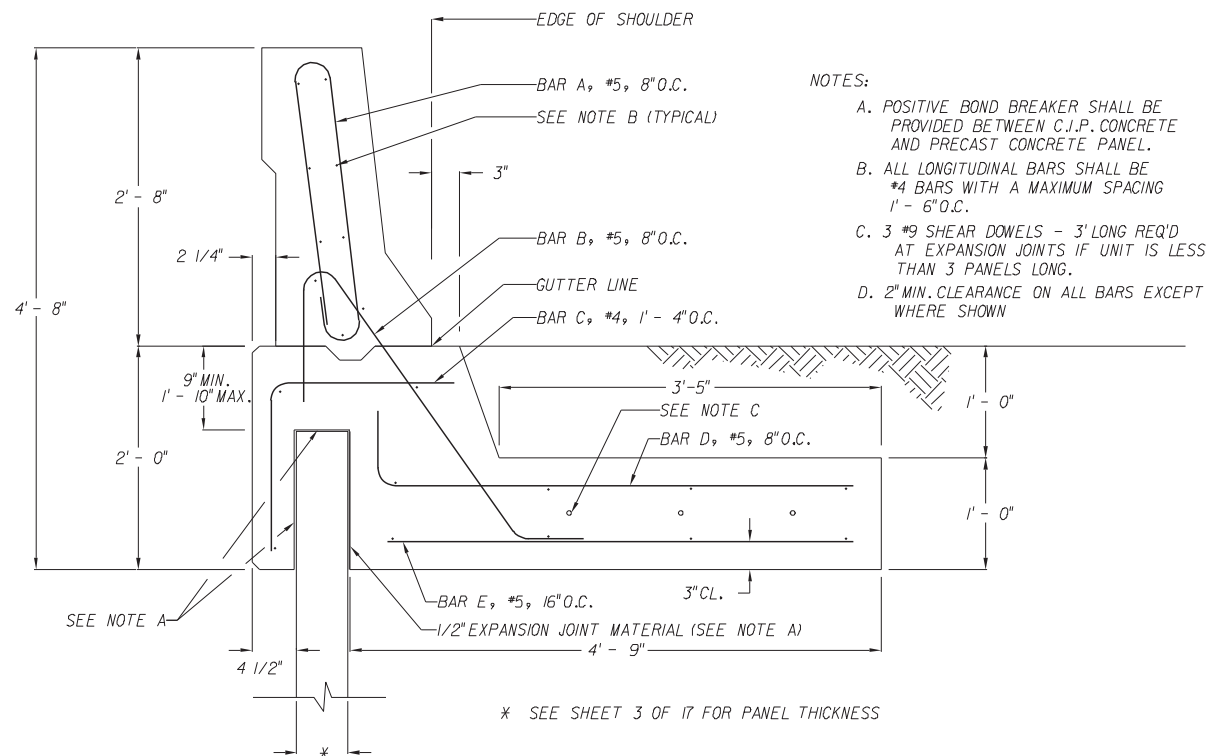 EDGE OF SHOULDER
BAR A, #5, 8" O.C.
SEE NOTE B (TYPICAL)
3"
2' - 8"
2 1/4"
4' - 8"
BAR B, #5, 8" O.C.
GUTTER LINE
BAR C, #4, 1' - 4" O.C.
9" MIN.
1' - 10" MAX.
2' - 0"
3'-5"
1' - 0"
SEE NOTE C
BAR D, #5, 8" O.C.
1' - 0"
3" CL.
BAR E, #5, 16" O.C.
SEE NOTE A
1/2" EXPANSION JOINT MATERIAL (SEE NOTE A)
4' - 9"
4 1/2"
*
* SEE SHEET 3 OF 17 FOR PANEL THICKNESS
NOTES:
A. POSITIVE BOND BREAKER SHALL BE
PROVIDED BETWEEN C.I.P. CONCRETE
AND PRECAST CONCRETE PANEL.
B. ALL LONGITUDINAL BARS SHALL BE
#4 BARS WITH A MAXIMUM SPACING
1' - 6" O.C.
C. 3 #9 SHEAR DOWELS - 3' LONG REQ'D
AT EXPANSION JOINTS IF UNIT IS LESS
THAN 3 PANELS LONG.
D. 2" MIN. CLEARANCE ON ALL BARS EXCEPT
WHERE SHOWN